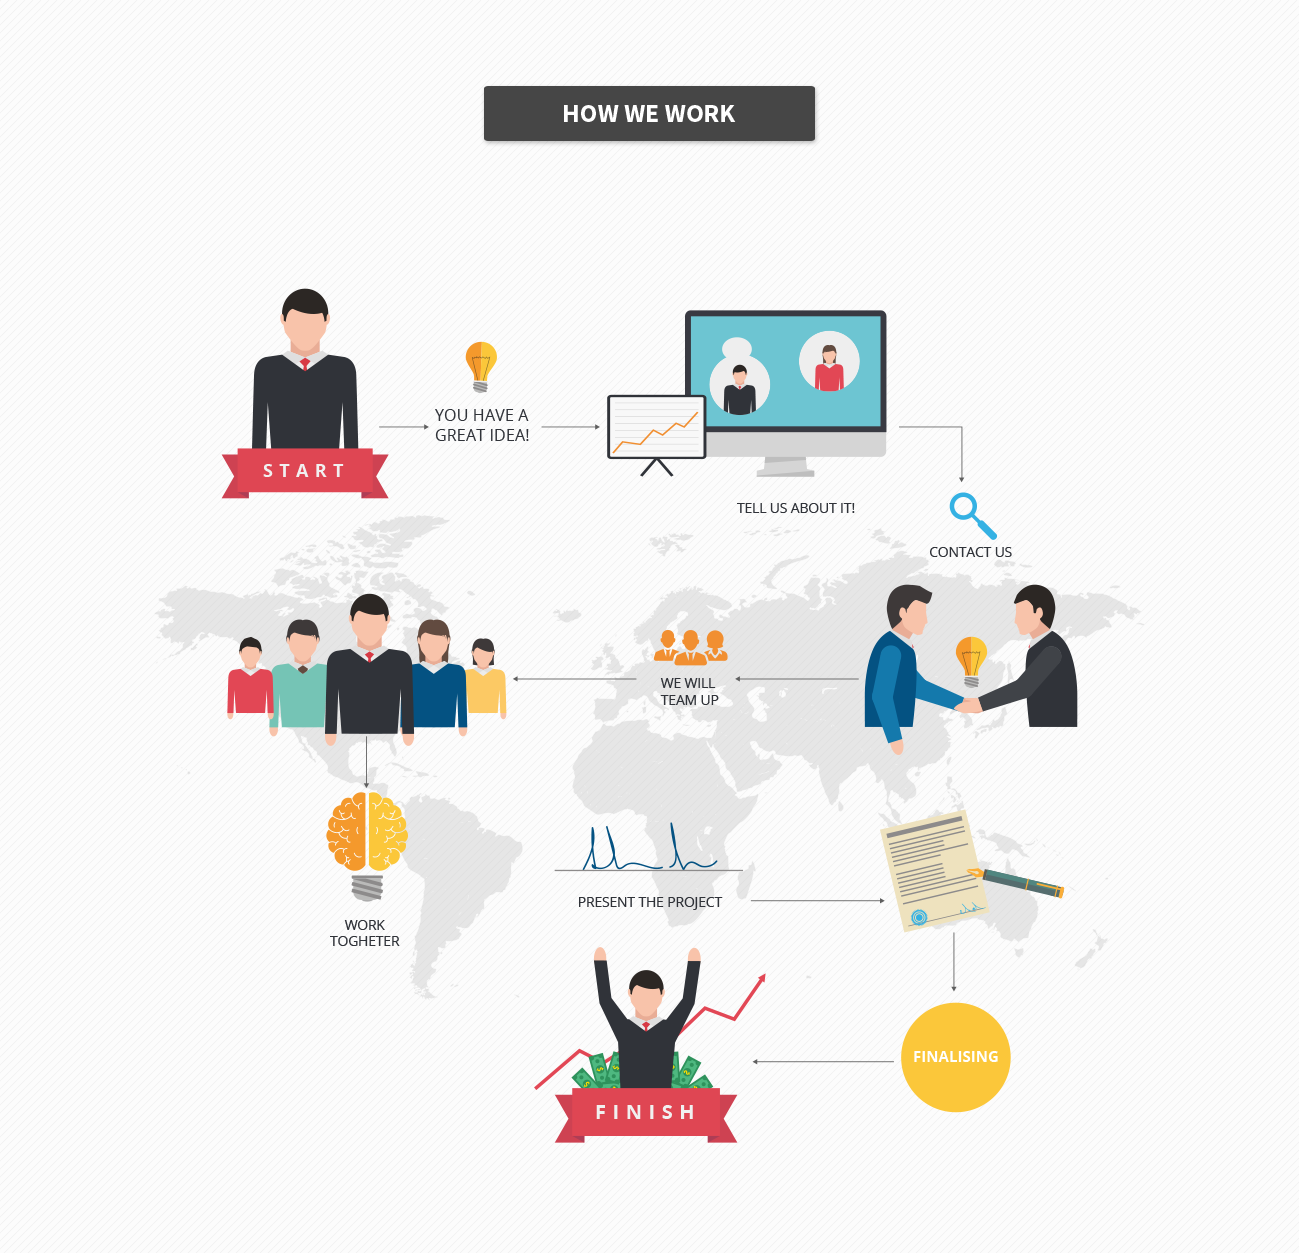 HOW WE WORK
START
YOU HAVE A
GREAT IDEA!
TELL US ABOUT IT!
CONTACT US
WE WILL
TEAM UP
WORK
TOGHETER
PRESENT THE PROJECT
FINALISING
FINISH